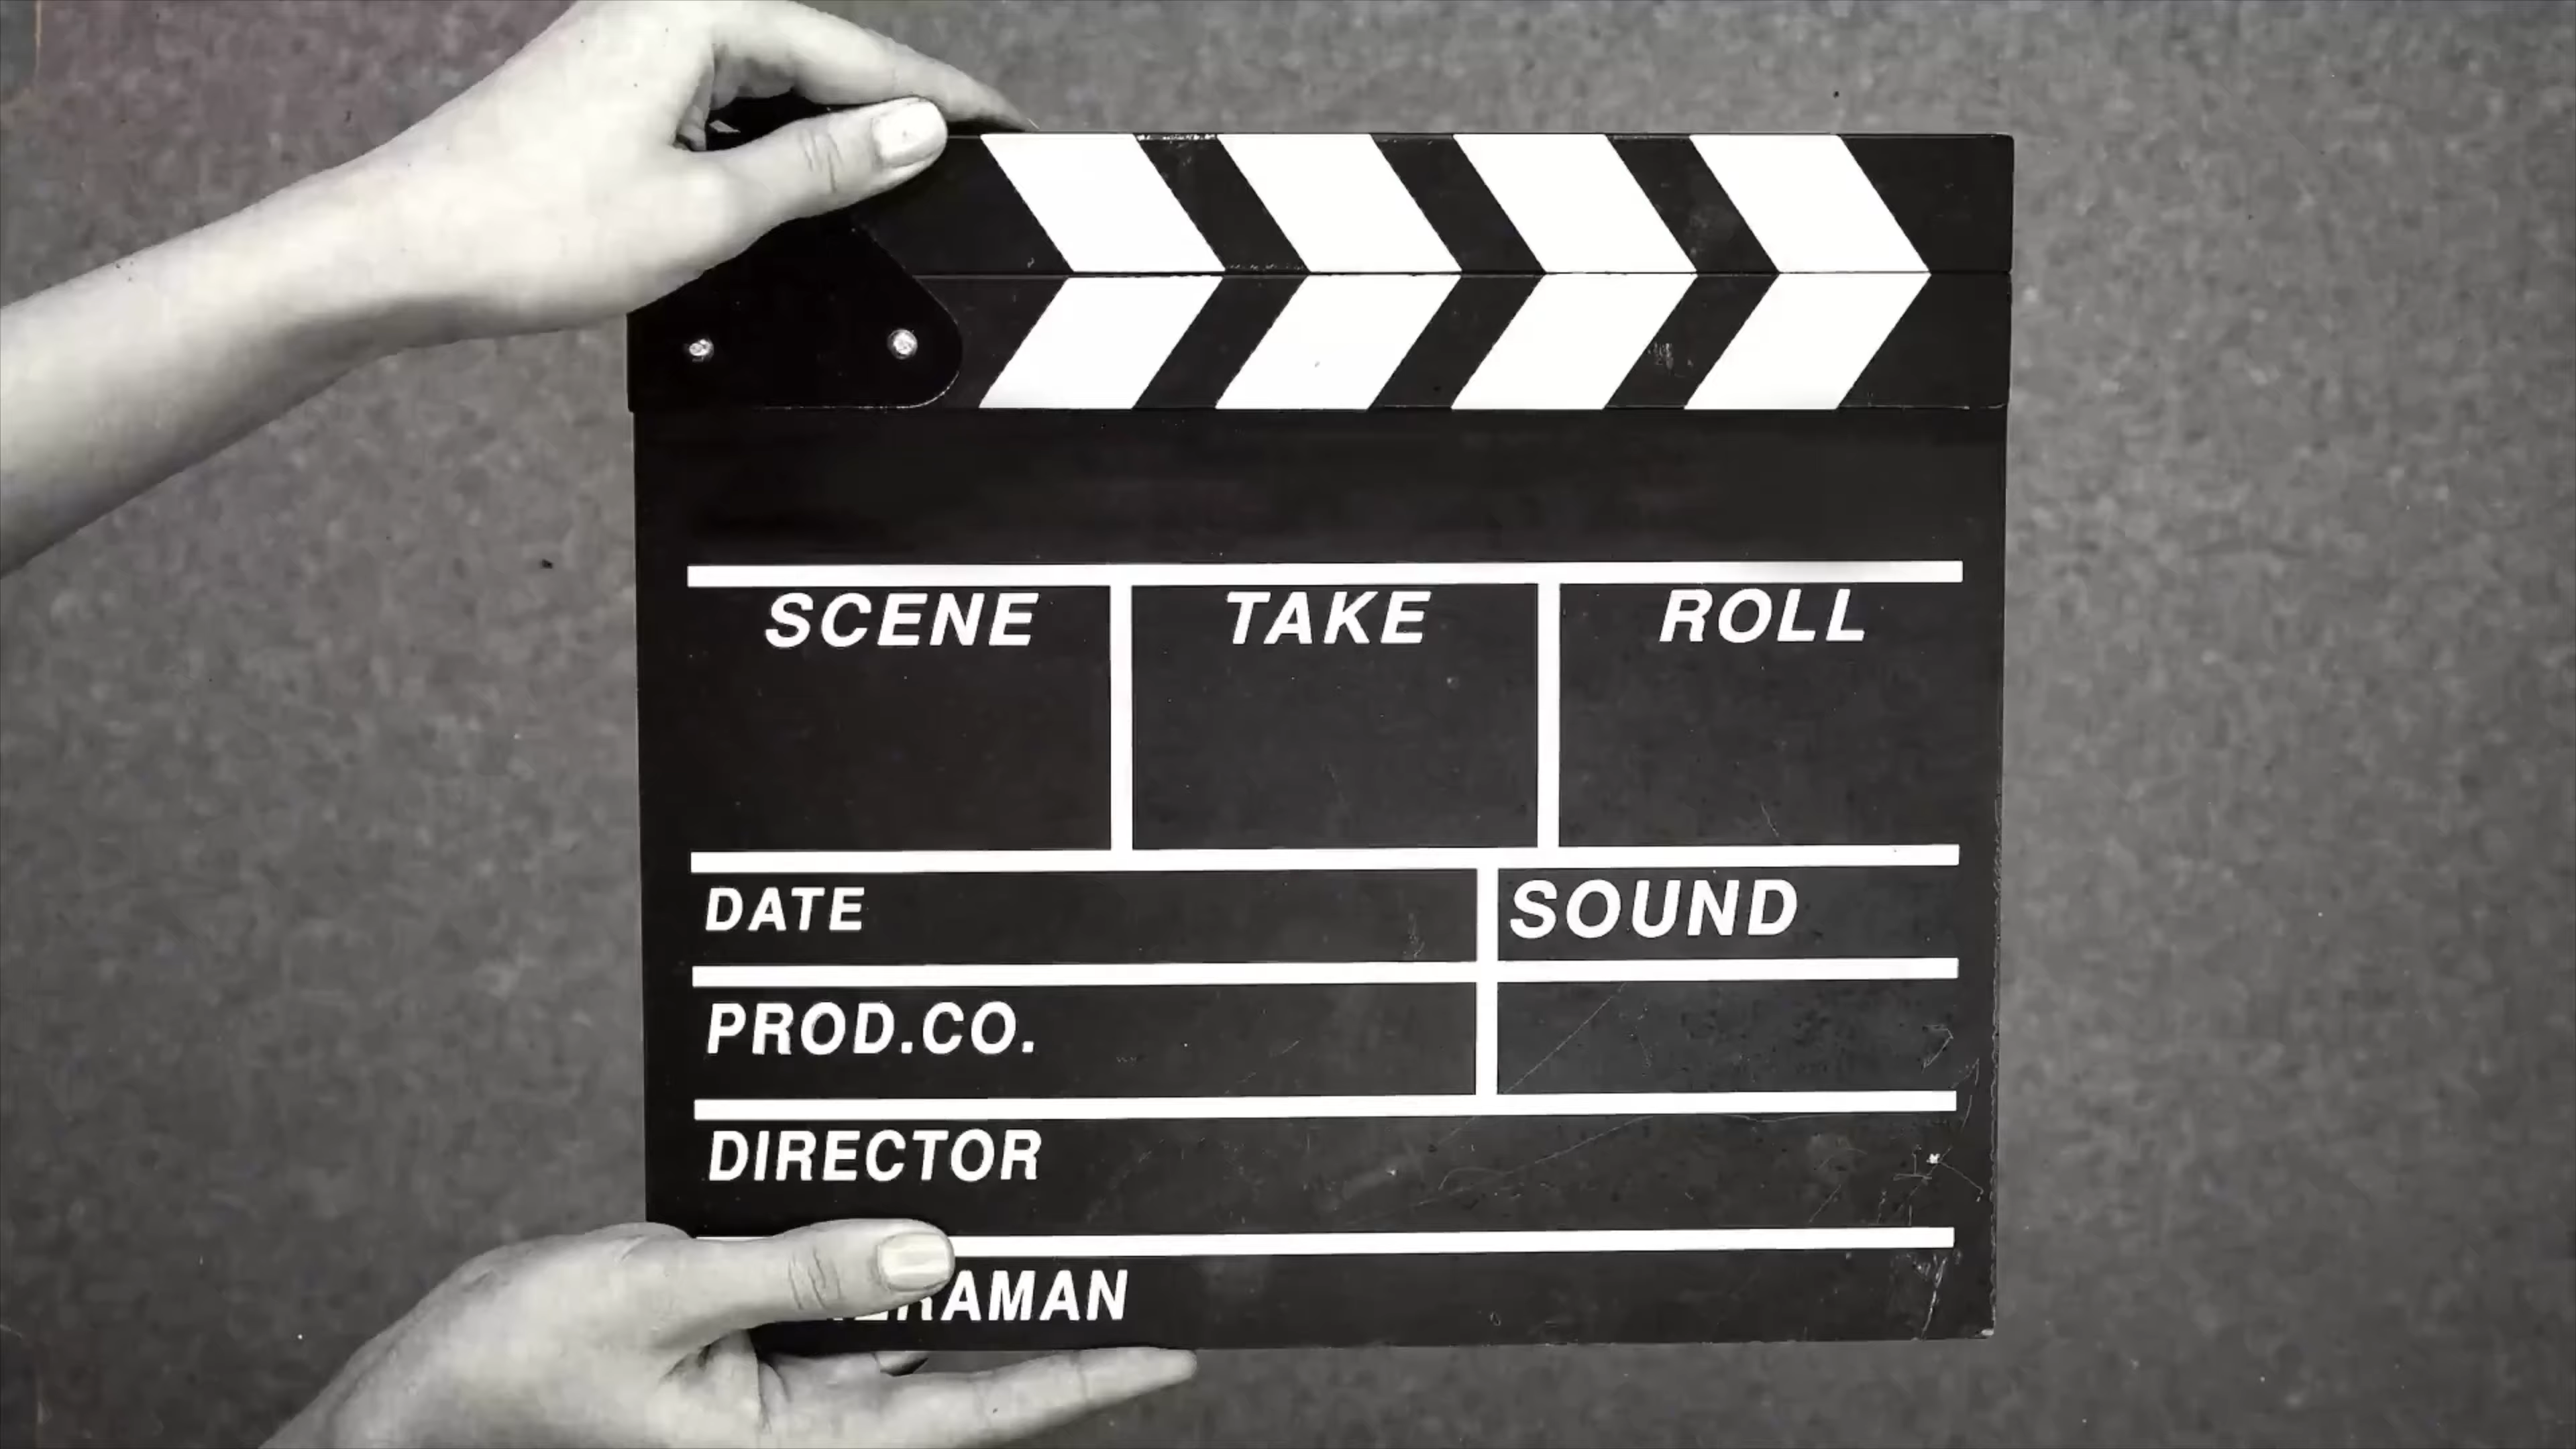 SCENE TAKE ROLL
DATE SOUND
PROD.CO.
DIRECTOR